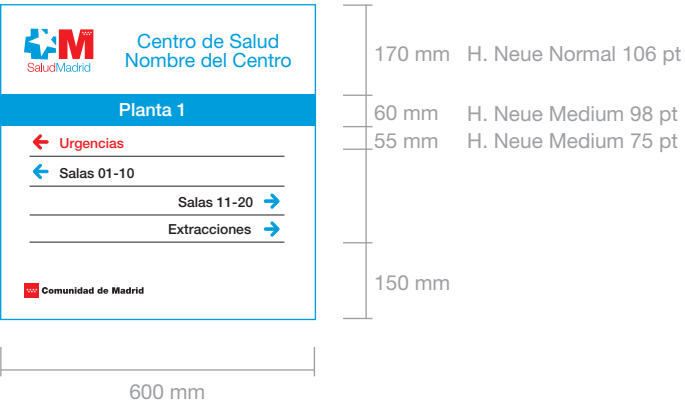 SaludMadrid
Centro de Salud
Nombre del Centro
170 mm H. Neue Normal 106 pt
Planta 1
60 mm H. Neue Medium 98 pt
Urgencias
55 mm H. Neue Medium 75 pt
Salas 01-10
Salas 11-20
Extracciones
Comunidad de Madrid
150 mm
600 mm